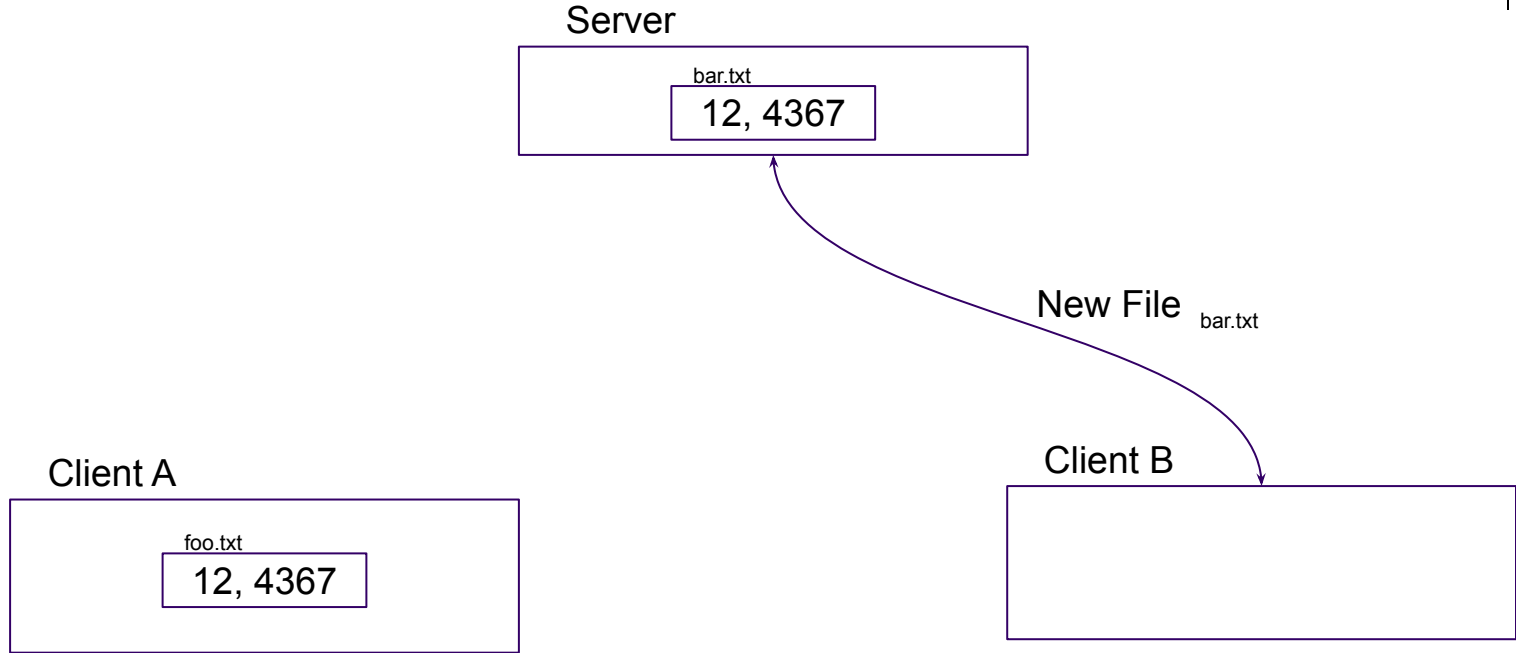 Server
bar.txt
12, 4367
New File bar.txt
Client A
foo.txt
12, 4367
Client B